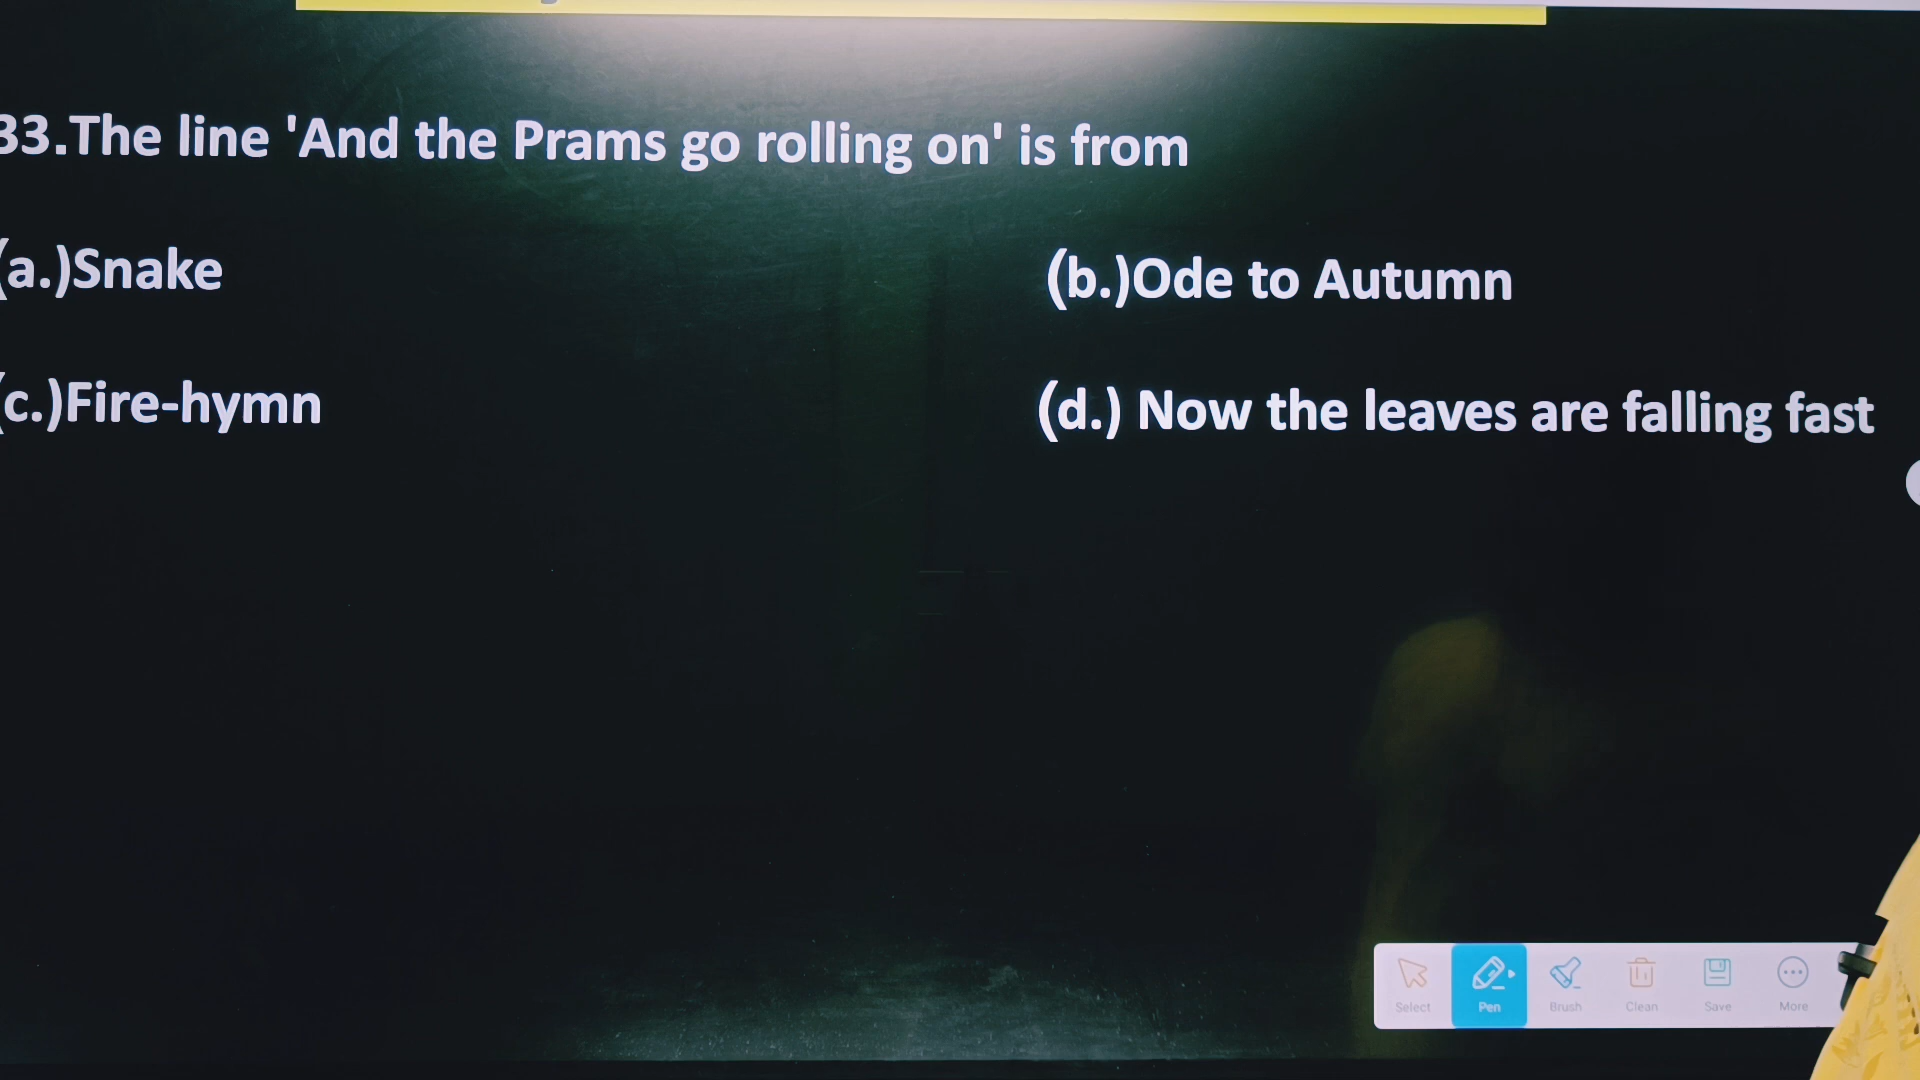 33.The line 'And the Prams go rolling on' is from
(a.)Snake
(b.)Ode to Autumn
(c.)Fire-hymn
(d.) Now the leaves are falling fast
Select Pen Brush Clean Save More